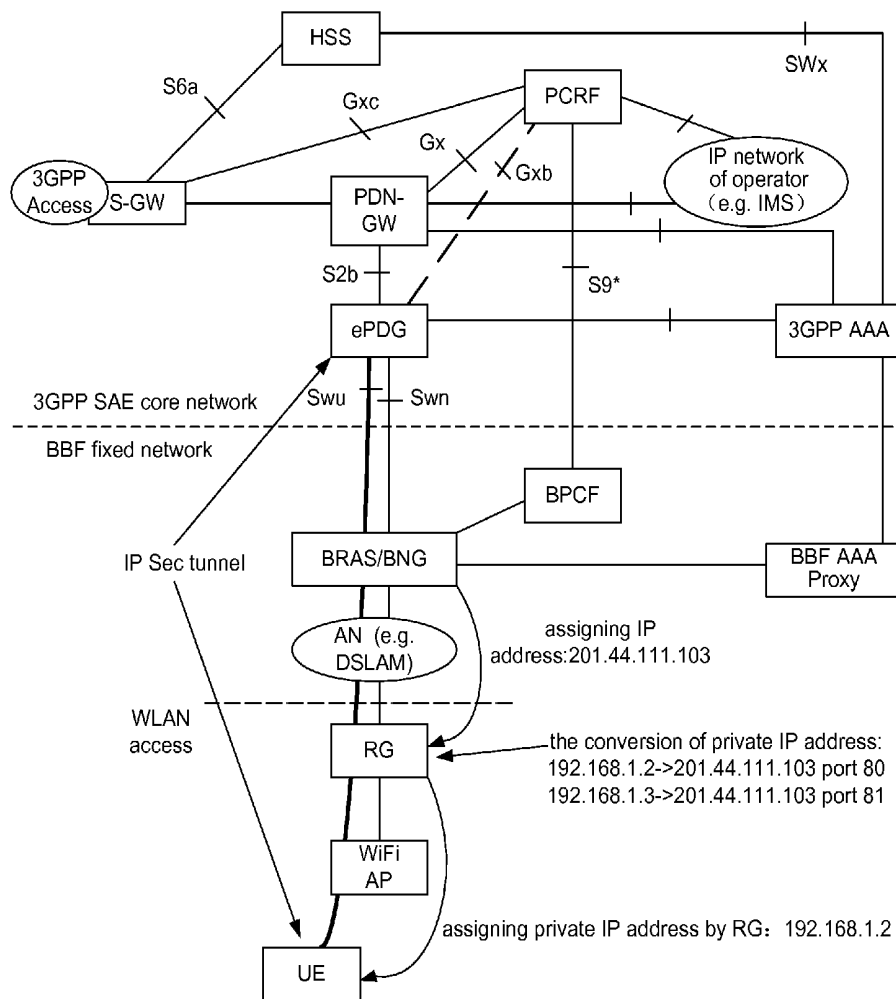 HSS
SWx
S6a
Gxc
PCRF
Gx
Gxb
3GPP
Access
S-GW
PDN-
GW
IP network
of operator
(e.g. IMS)
S2b
S9*
ePDG
3GPP AAA
Swu
Swn
3GPP SAE core network
BBF fixed network
BPCF
IP Sec tunnel
BRAS/BNG
BBF AAA
Proxy
AN (e.g.
DSLAM)
assigning IP
address:201.44.111.103
WLAN
access
RG
the conversion of private IP address:
192.168.1.2->201.44.111.103 port 80
192.168.1.3->201.44.111.103 port 81
WiFi
AP
assigning private IP address by RG: 192.168.1.2
UE